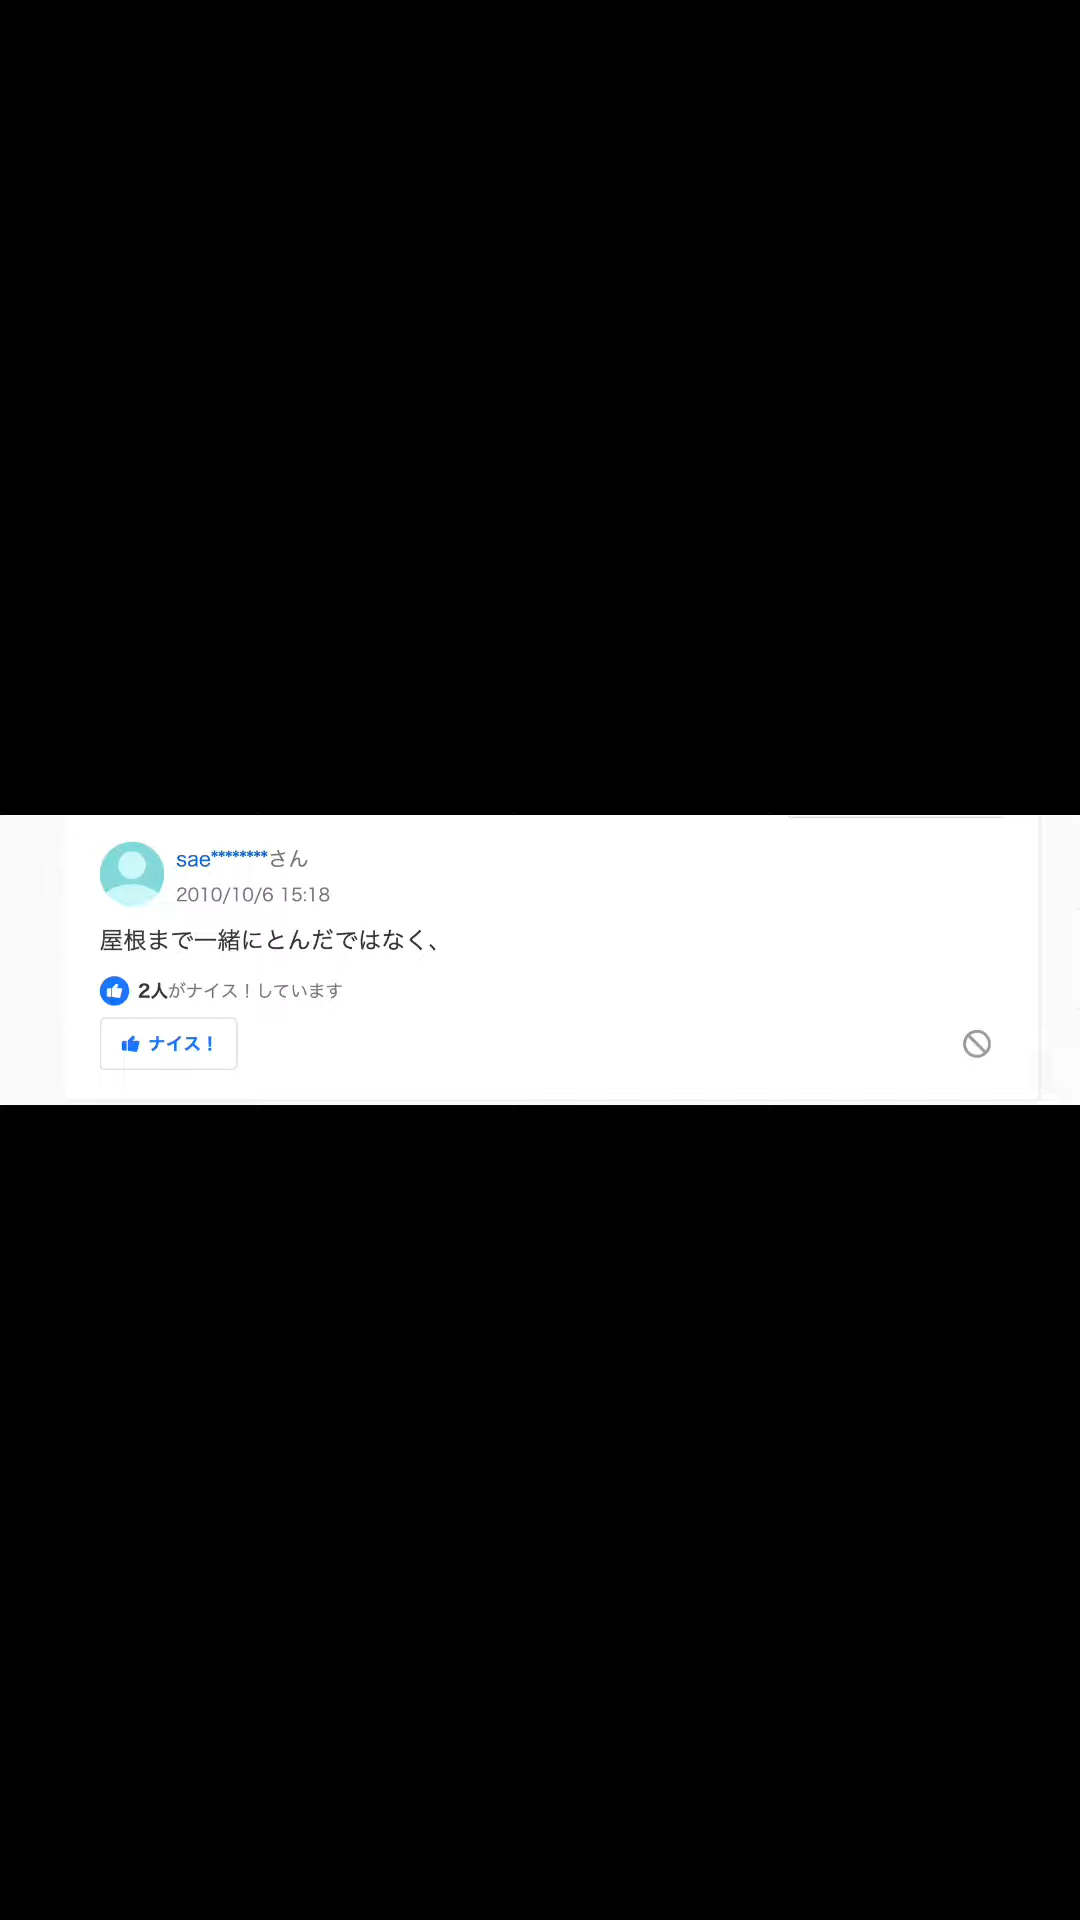 sae********さん
2010/10/6 15:18
屋根まで一緒にとんだではなく、
2人がナイス！しています
ナイス！